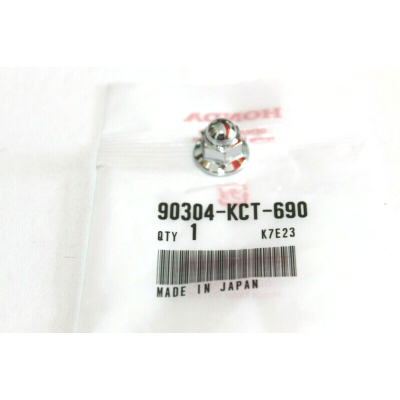 HONDA
90304-KCT-690
QTY 1 K7E23
MADE IN JAPAN